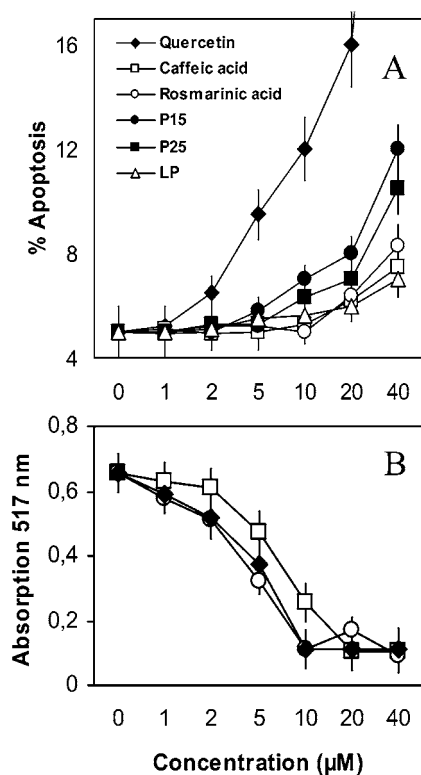 16
A
Quercetin
Caffeic acid
Rosmarinic acid
P15
P25
LP
12
8
4
% Apoptosis
0 1 2 5 10 20 40
0,8
B
0,6
0,4
0,2
0
Absorption 517 nm
0 1 2 5 10 20 40
Concentration (µM)